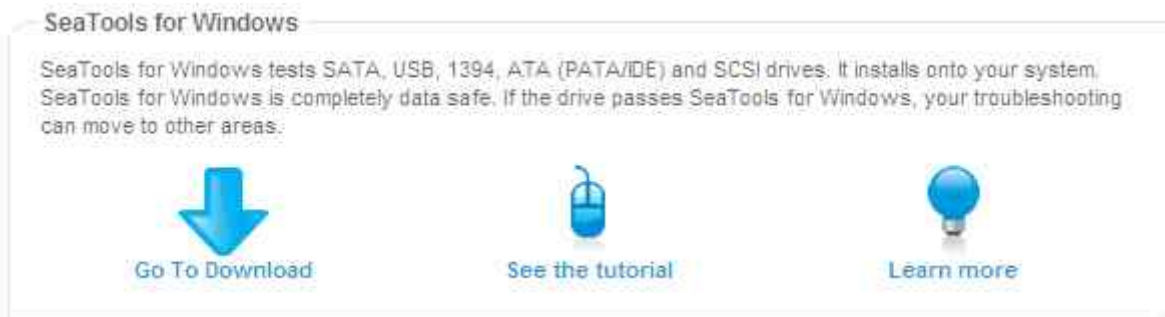 SeaTools for Windows
SeaTools for Windows tests SATA, USB, 1394, ATA (PATA/IDE) and SCSI drives. It installs onto your system.
SeaTools for Windows is completely data safe. If the drive passes SeaTools for Windows, your troubleshooting
can move to other areas.
Go To Download
See the tutorial
Learn more